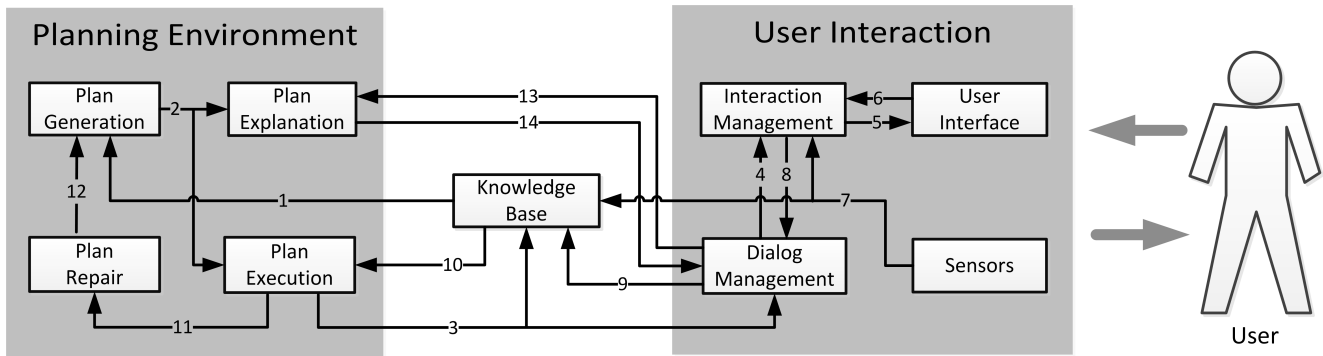 Planning Environment
User Interaction
Plan
Generation
2
Plan
Explanation
13
14
Interaction
Management
6
5
User
Interface
12
1
Knowledge
Base
4
8
7
Plan
Repair
Plan
Execution
10
9
Dialog
Management
Sensors
11
3
User